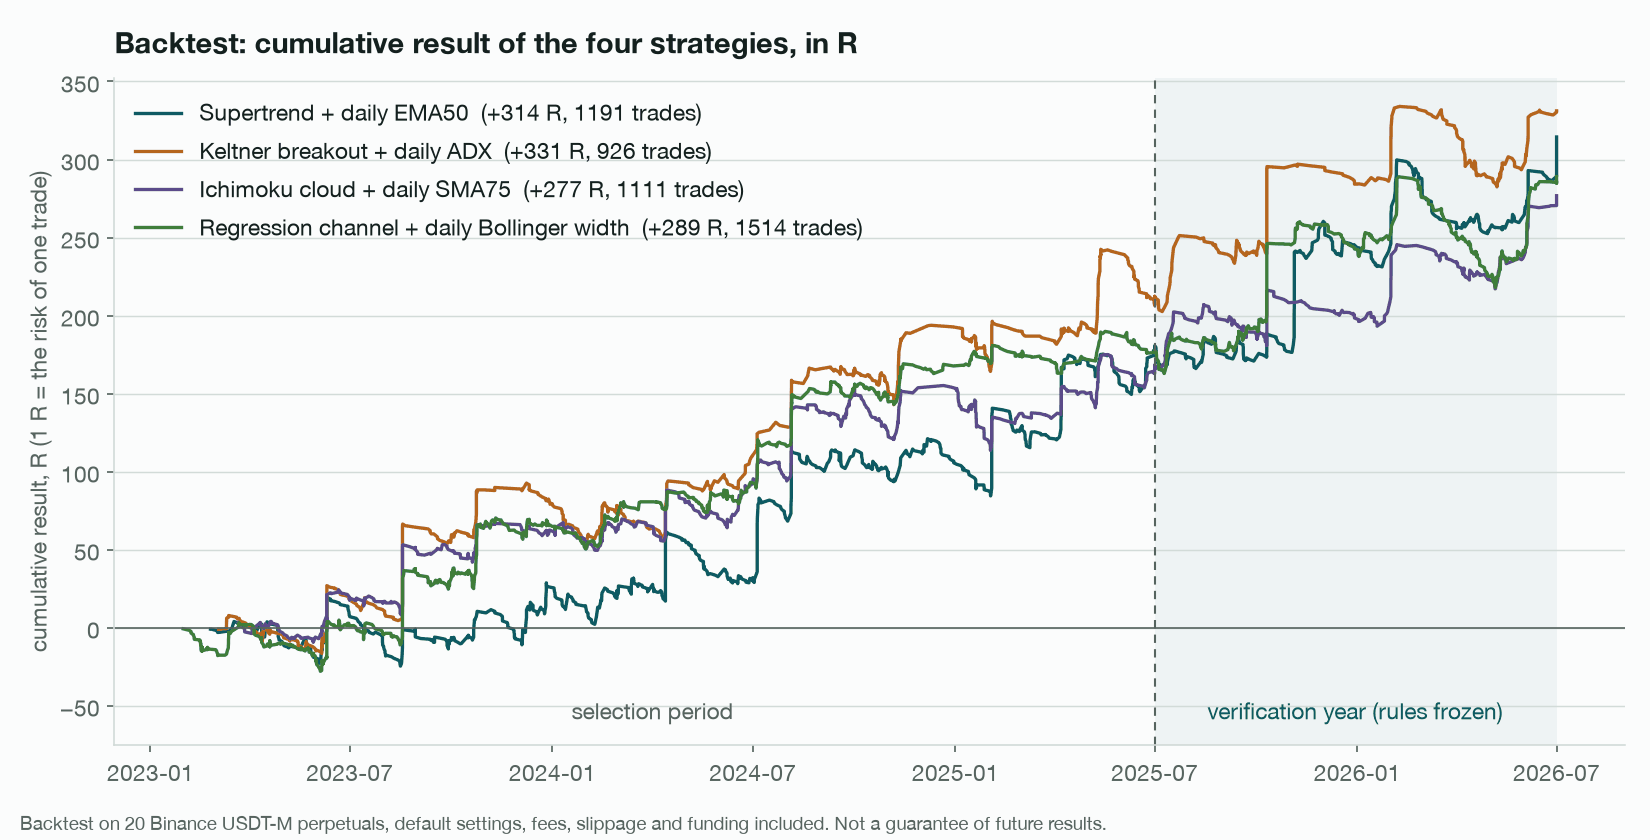 Backtest: cumulative result of the four strategies, in R
cumulative result, R (1 R = the risk of one trade)
350
300
250
200
150
100
50
0
−50
Supertrend + daily EMA50 (+314 R, 1191 trades)
Keltner breakout + daily ADX (+331 R, 926 trades)
Ichimoku cloud + daily SMA75 (+277 R, 1111 trades)
Regression channel + daily Bollinger width (+289 R, 1514 trades)
selection period
verification year (rules frozen)
2023-01
2023-07
2024-01
2024-07
2025-01
2025-07
2026-01
2026-07
Backtest on 20 Binance USDT-M perpetuals, default settings, fees, slippage and funding included. Not a guarantee of future results.